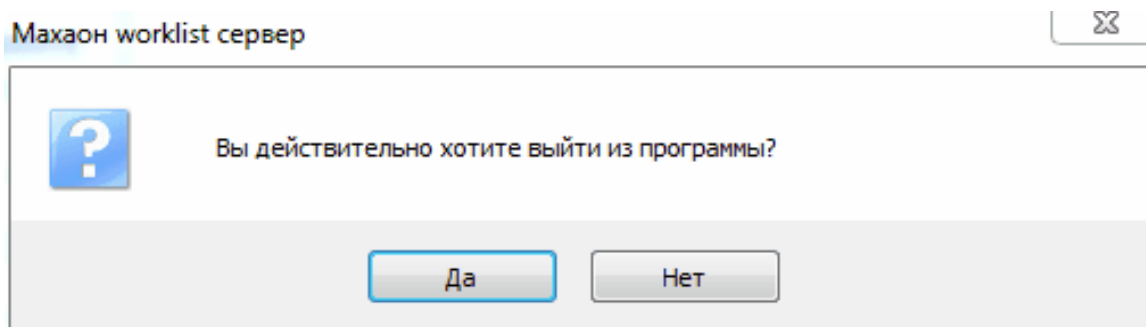 Махаон worklist сервер
Вы действительно хотите выйти из программы?
Да
Нет